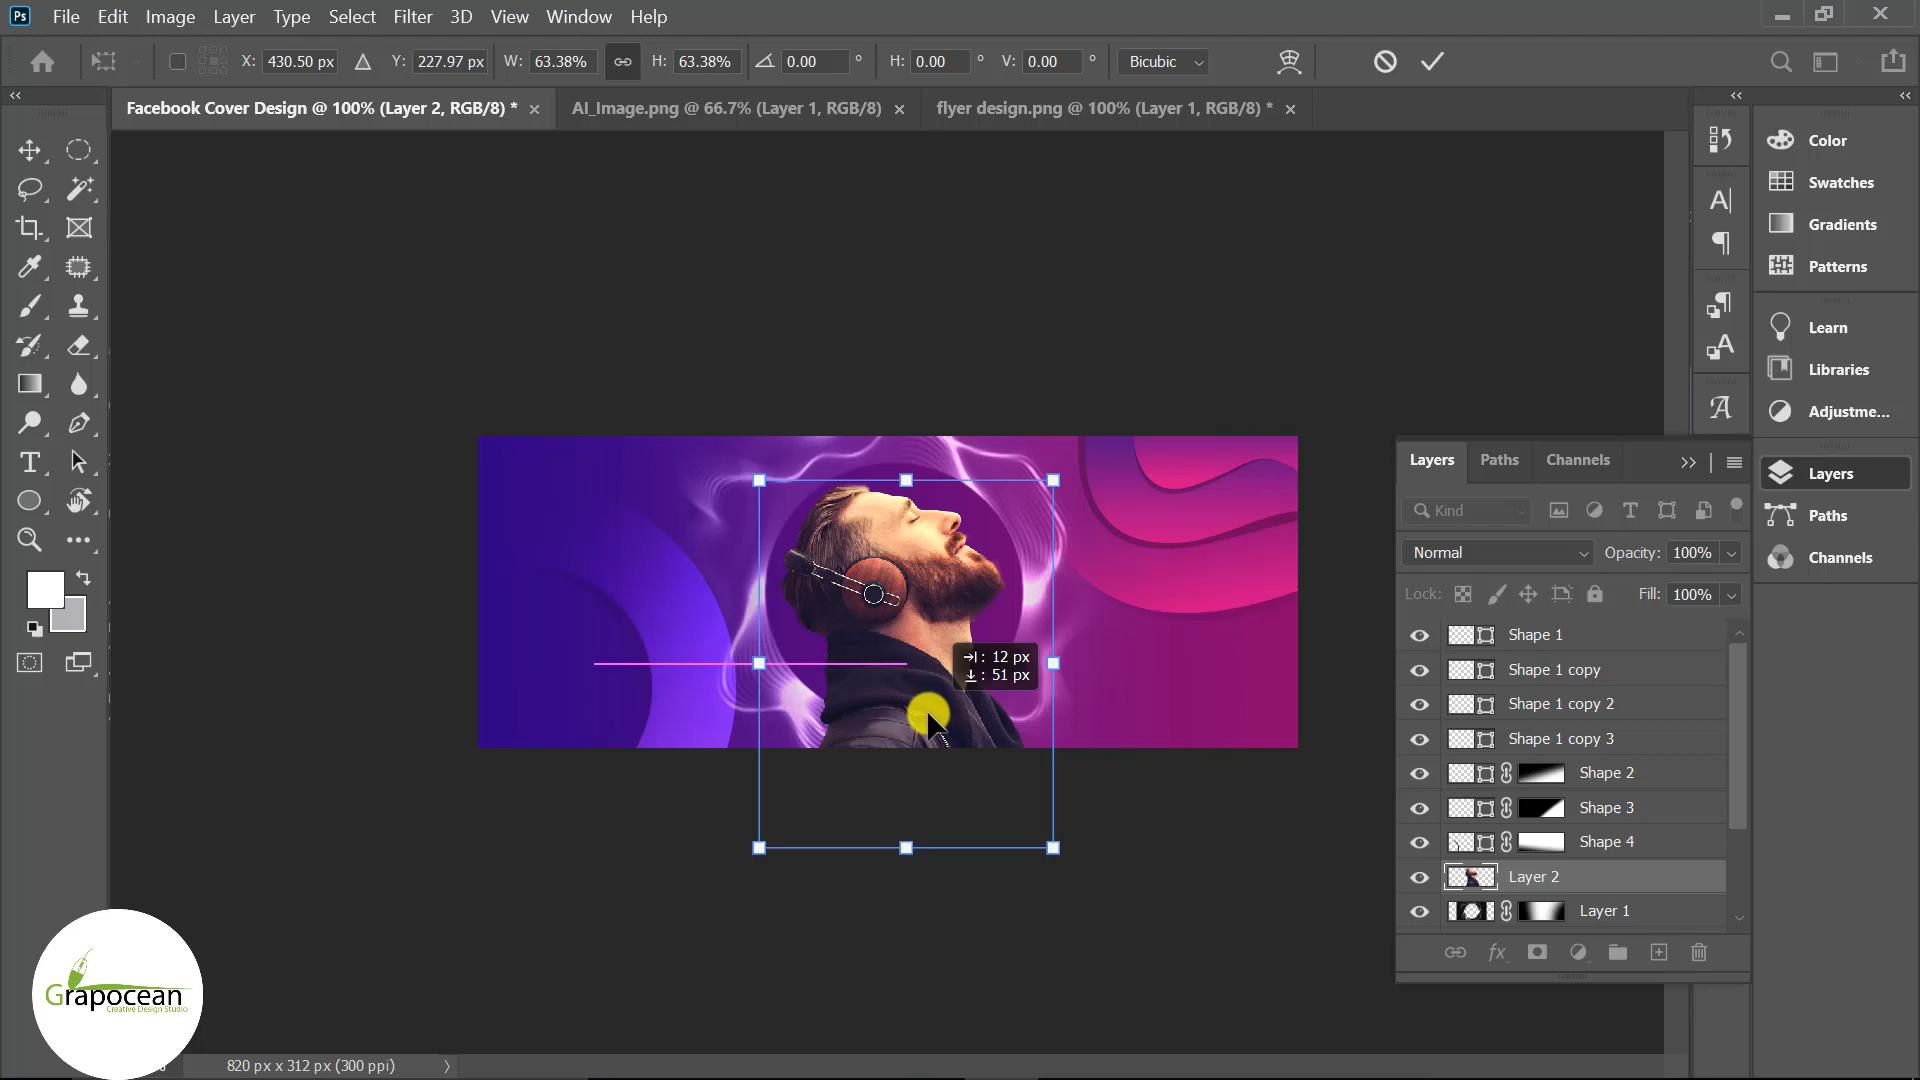 Ps File Edit Image Layer Type Select Filter 3D View Window Help
X: 430.50 px Y: 227.97 px W: 63.38% H: 63.38% 0.00 ° H: 0.00 ° V: 0.00 ° Bicubic
Facebook Cover Design @ 100% (Layer 2, RGB/8) * AI_Image.png @ 66.7% (Layer 1, RGB/8) flyer design.png @ 100% (Layer 1, RGB/8) *
Color
Swatches
Gradients
Patterns
Learn
Libraries
Adjustme...
Layers
Paths
Channels
Layers Paths Channels
Kind
Normal Opacity: 100%
Lock: Fill: 100%
Shape 1
Shape 1 copy
Shape 1 copy 2
Shape 1 copy 3
Shape 2
Shape 3
Shape 4
Layer 2
Layer 1
fx
: 12 px
: 51 px
Grapocean
Creative Design Studio
820 px x 312 px (300 ppi)